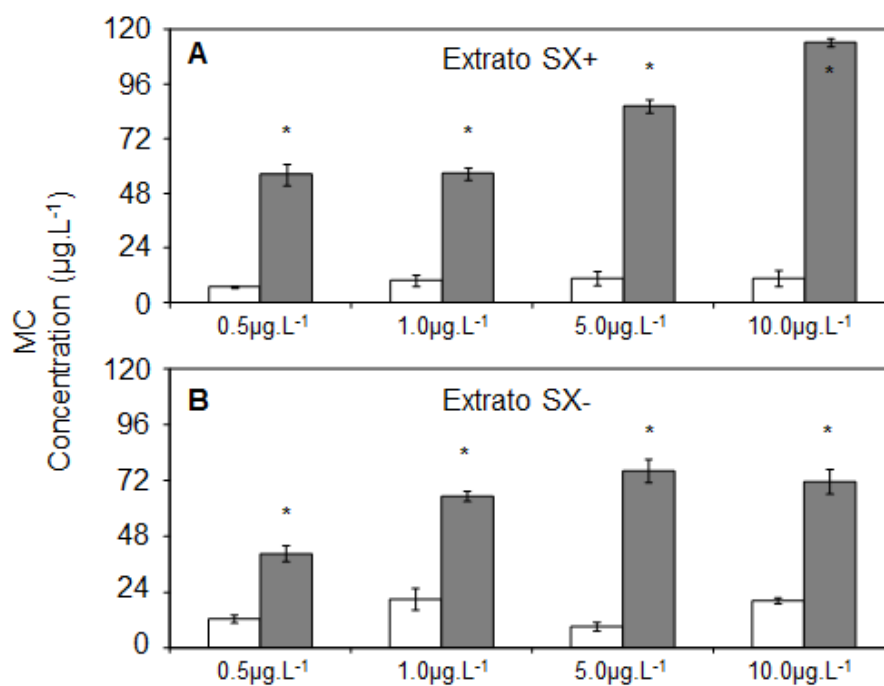 MC
Concentration (µg.L⁻¹)
A
Extrato SX+
120
96
72
48
24
0
*
*
*
*
0.5µg.L⁻¹
1.0µg.L⁻¹
5.0µg.L⁻¹
10.0µg.L⁻¹
B
Extrato SX-
120
96
72
48
24
0
*
*
*
*
0.5µg.L⁻¹
1.0µg.L⁻¹
5.0µg.L⁻¹
10.0µg.L⁻¹